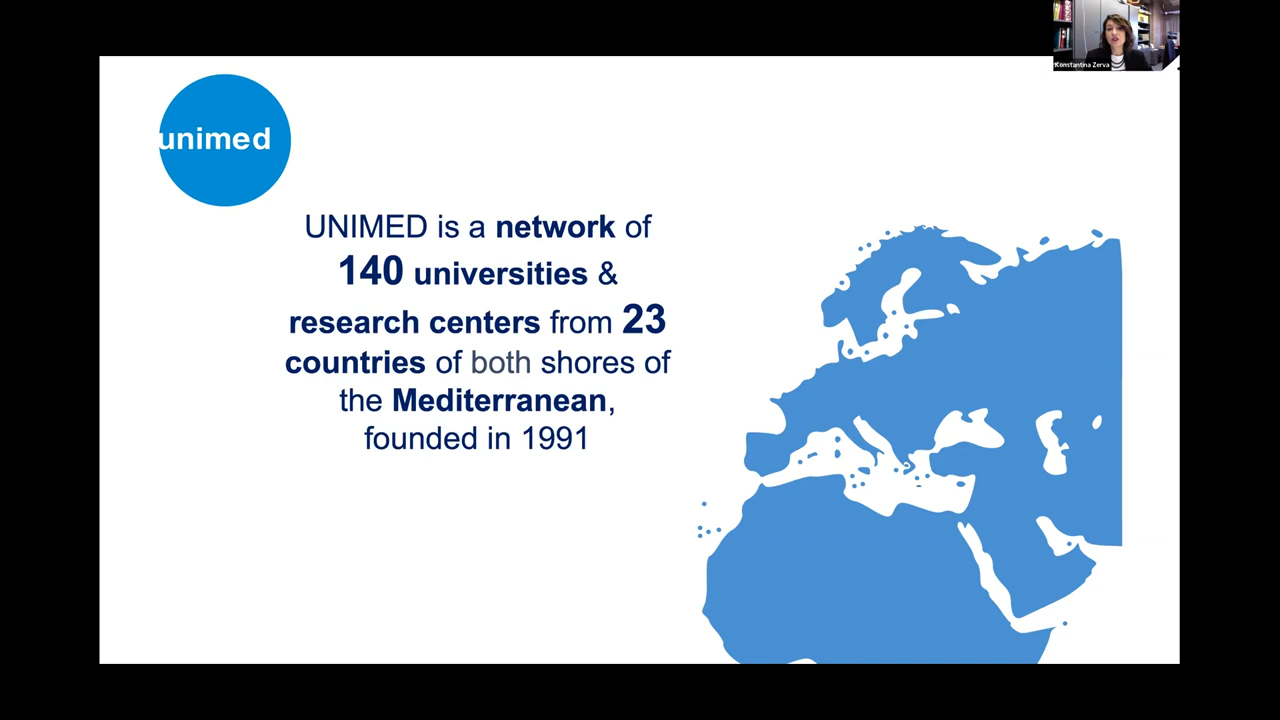 Konstantina Zerva
unimed
UNIMED is a network of
140 universities &
research centers from 23
countries of both shores of
the Mediterranean,
founded in 1991